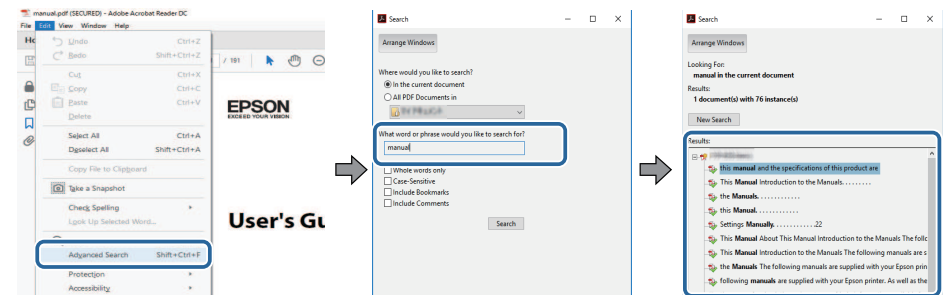 manual.pdf (SECURED) - Adobe Acrobat Reader DC
File Edit View Window Help
Undo Ctrl+Z
Redo Shift+Ctrl+Z
/ 191
Cut Ctrl+X
Copy Ctrl+C
Paste Ctrl+V
Delete
Select All Ctrl+A
Deselect All Shift+Ctrl+A
Copy File to Clipboard
Take a Snapshot
Check Spelling
Look Up Selected Word...
Advanced Search Shift+Ctrl+F
Protection
Accessibility
EPSON
EXCEED YOUR VISION
User's Gu
Search
Arrange Windows
Where would you like to search?
In the current document
All PDF Documents in
What word or phrase would you like to search for?
manual
Whole words only
Case-Sensitive
Include Bookmarks
Include Comments
Search
Search
Arrange Windows
Looking For:
manual in the current document
Results:
1 document(s) with 76 instance(s)
New Search
Results:
this manual and the specifications of this product are
This Manual Introduction to the Manuals. . . . . . . . .
the Manuals. . . . . . . . . . . . .
this Manual. . . . . . . . . . . . .
Settings Manually. . . . . . . . . . . . .22
This Manual About This Manual Introduction to the Manuals The follo
This Manual Introduction to the Manuals The following manuals are s
the Manuals The following manuals are supplied with your Epson prin
following manuals are supplied with your Epson printer. As well as the